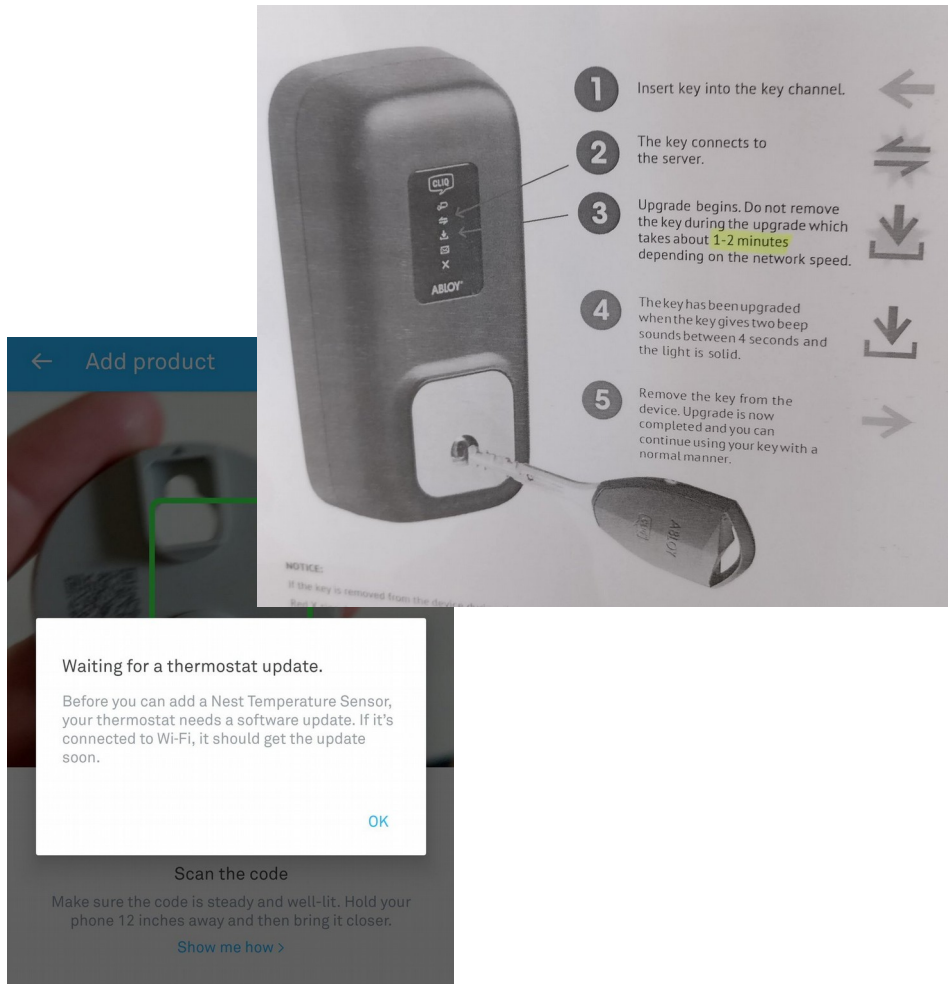 CLIQ
ABLOY
1
Insert key into the key channel.
2
The key connects to
the server.
3
Upgrade begins. Do not remove
the key during the upgrade which
takes about 1-2 minutes
depending on the network speed.
4
The key has been upgraded
when the key gives two beep
sounds between 4 seconds and
the light is solid.
5
Remove the key from the
device. Upgrade is now
completed and you can
continue using your key with a
normal manner.
ABLOY
NOTICE:
If the key is removed from the device
Red X
← Add product
Waiting for a thermostat update.
Before you can add a Nest Temperature Sensor,
your thermostat needs a software update. If it's
connected to Wi-Fi, it should get the update
soon.
OK
Scan the code
Make sure the code is steady and well-lit. Hold your
phone 12 inches away and then bring it closer.
Show me how >